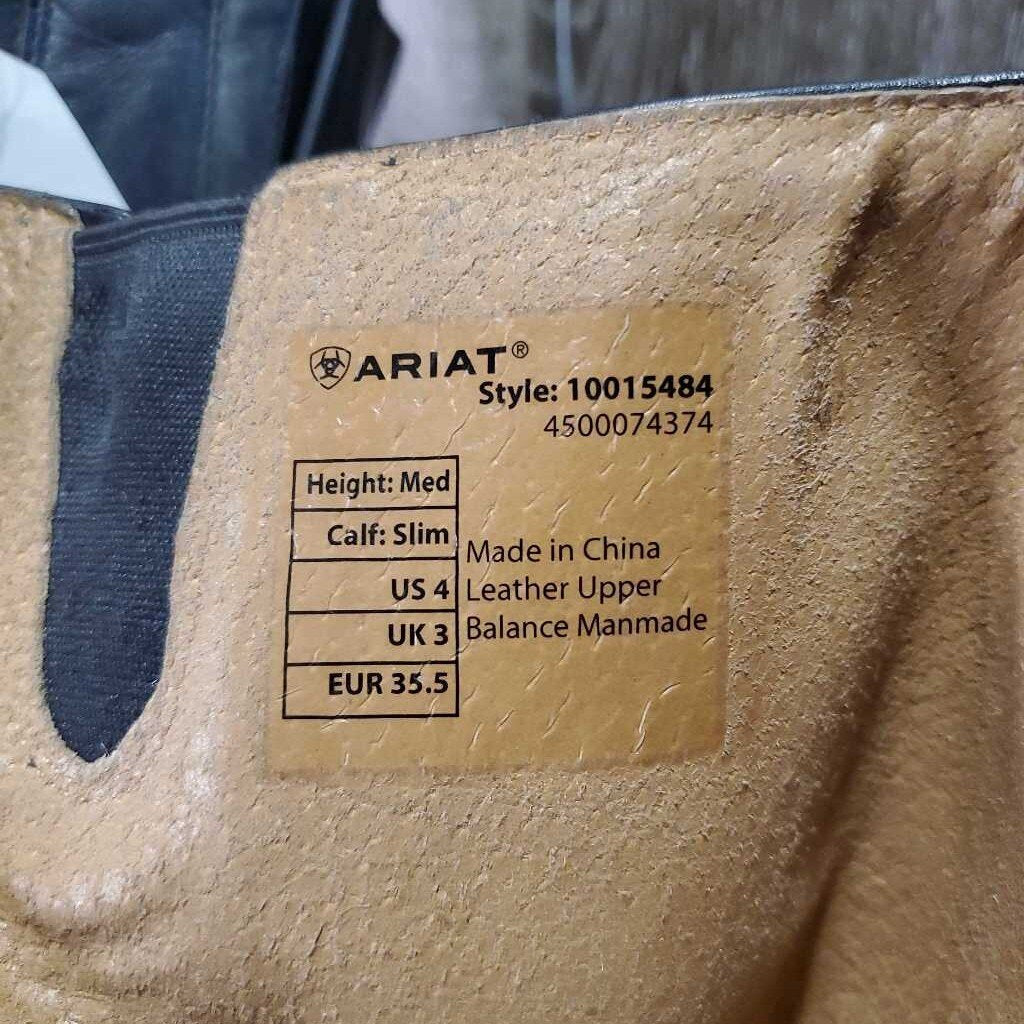 ARIAT®
Style: 10015484
4500074374
Height: Med
Calf: Slim
US 4
UK 3
EUR 35.5
Made in China
Leather Upper
Balance Manmade